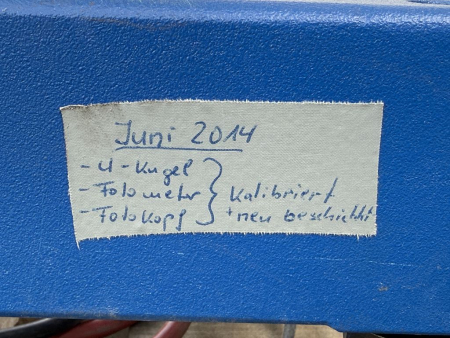 Juni 2014
- U-Kugel
- Fotometer
- Fotokopf
} Kalibriert
+ neu beschichtet